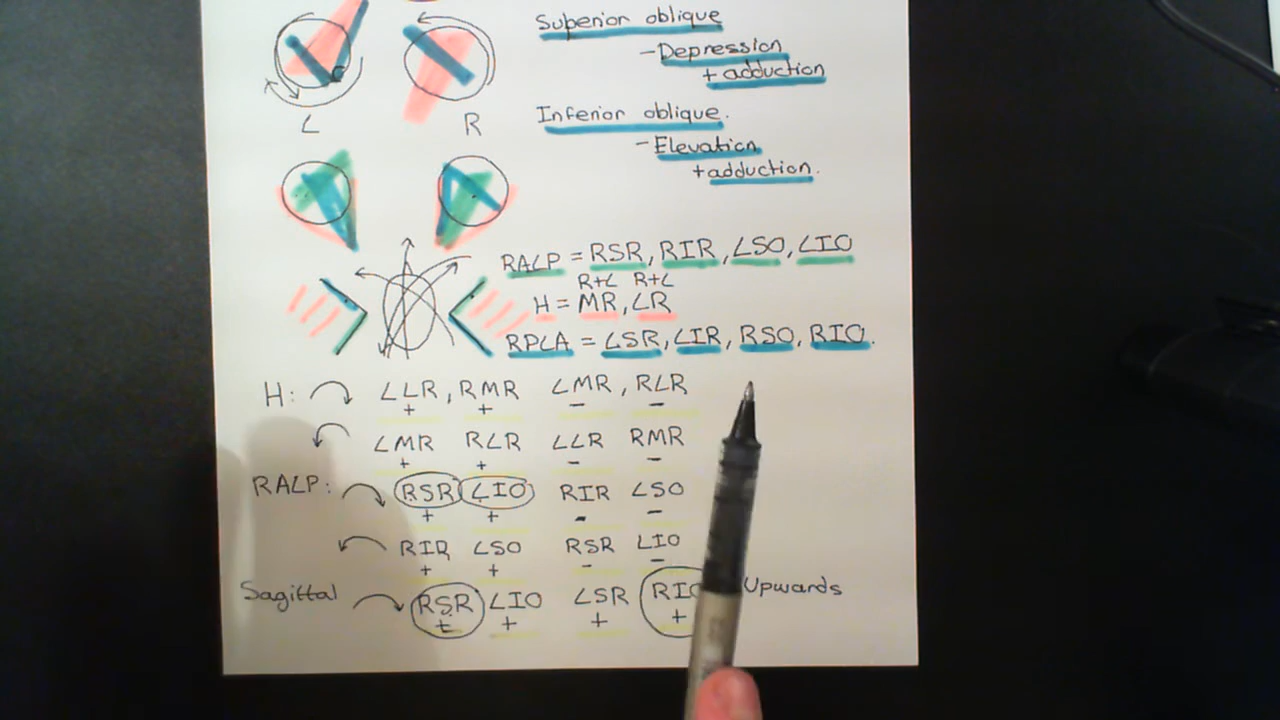 Superior oblique
- Depression
+ adduction
L R
Inferior oblique.
- Elevation
+ adduction.
RALP = RSR, RIR, LSO, LIO
R+L R+L
H = MR, LR
RPLA = LSR, LIR, RSO, RIO.
H: LLR, RMR LMR, RLR
+ + - -
LMR RLR LLR RMR
+ + - -
RALP: RSR LIO RIR LSO
+ + - -
RIR LSO RSR LIO
+ + - -
Sagittal RSR LIO LSR RIO Upwards
+ + + +